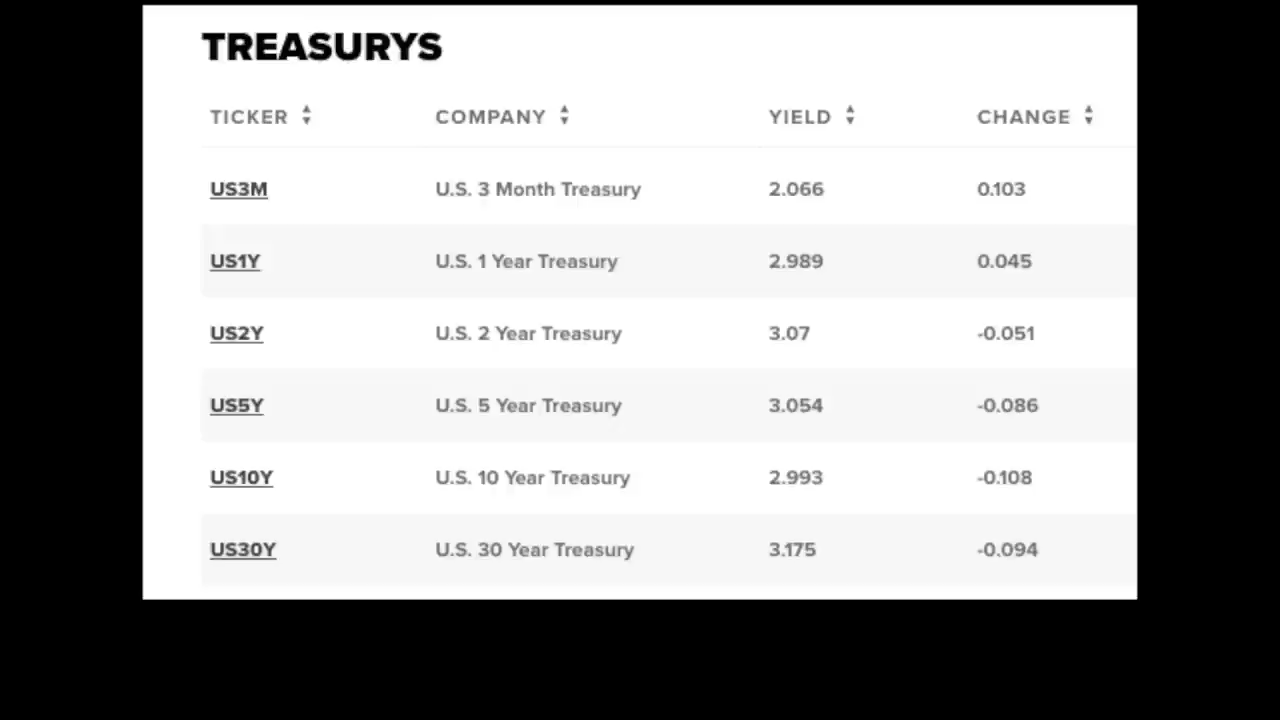 TREASURYS
TICKER COMPANY YIELD CHANGE
US3M U.S. 3 Month Treasury 2.066 0.103
US1Y U.S. 1 Year Treasury 2.989 0.045
US2Y U.S. 2 Year Treasury 3.07 -0.051
US5Y U.S. 5 Year Treasury 3.054 -0.086
US10Y U.S. 10 Year Treasury 2.993 -0.108
US30Y U.S. 30 Year Treasury 3.175 -0.094